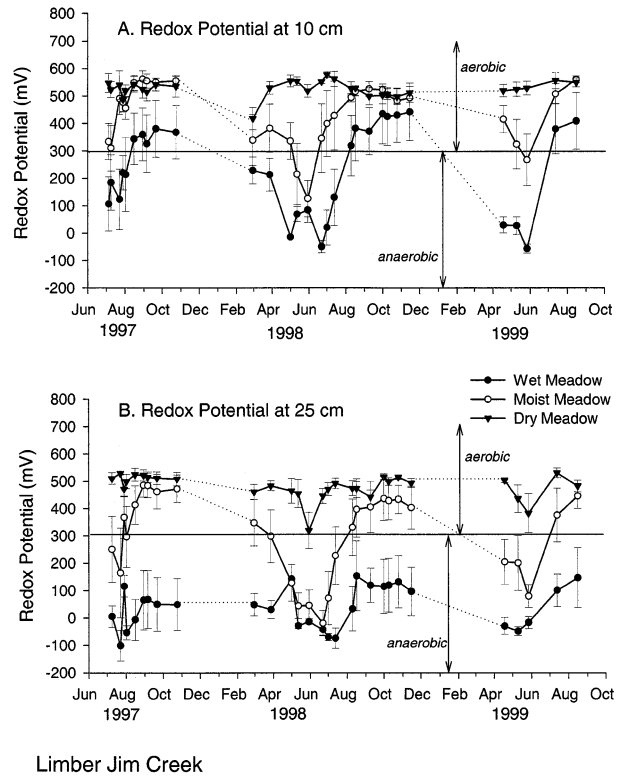 A. Redox Potential at 10 cm
800
700
600
500
400
300
200
100
0
-100
-200
Redox Potential (mV)
aerobic
anaerobic
Jun Aug Oct Dec Feb Apr Jun Aug Oct Dec Feb Apr Jun Aug Oct
1997 1998 1999
Wet Meadow
Moist Meadow
Dry Meadow
B. Redox Potential at 25 cm
800
700
600
500
400
300
200
100
0
-100
-200
Redox Potential (mV)
aerobic
anaerobic
Jun Aug Oct Dec Feb Apr Jun Aug Oct Dec Feb Apr Jun Aug Oct
1997 1998 1999
Limber Jim Creek